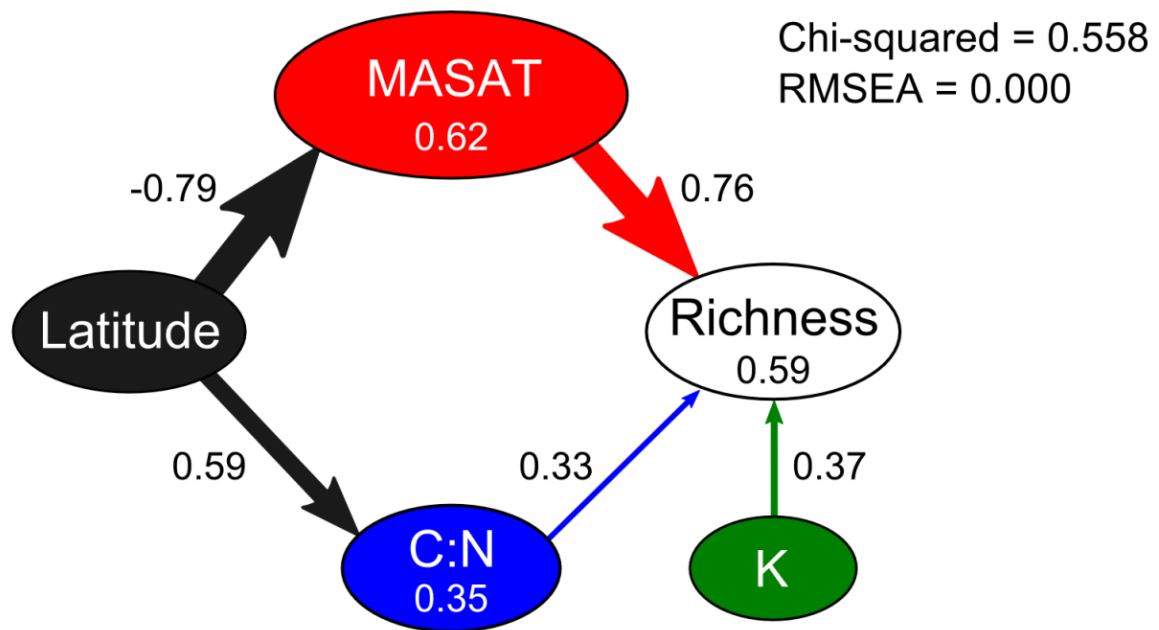 Chi-squared = 0.558
RMSEA = 0.000
MASAT
0.62
-0.79
0.76
Latitude
Richness
0.59
0.59
0.33
0.37
C:N
0.35
K